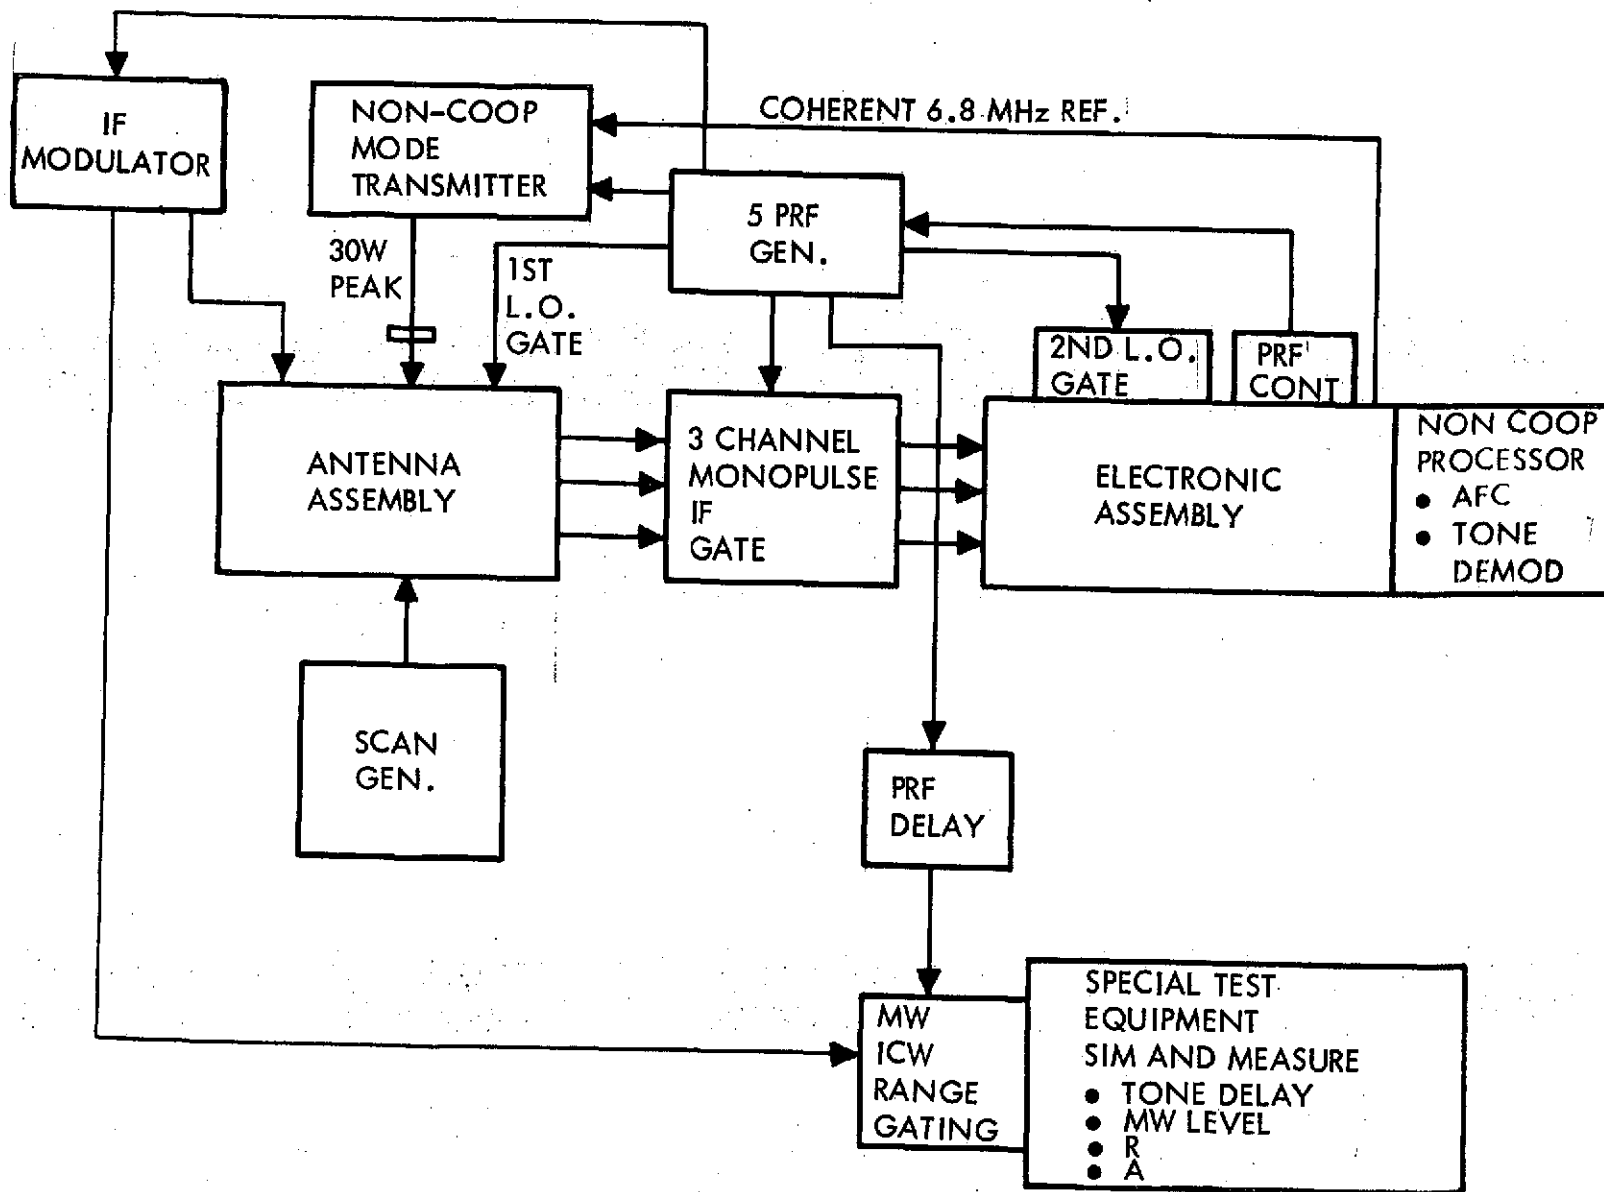 IF
MODULATOR
NON-COOP
MODE
TRANSMITTER
COHERENT 6.8 MHz REF.
5 PRF
GEN.
30W
PEAK
1ST
L.O.
GATE
2ND L.O.
GATE
PRF
CONT
ANTENNA
ASSEMBLY
3 CHANNEL
MONOPULSE
IF
GATE
ELECTRONIC
ASSEMBLY
NON COOP
PROCESSOR
● AFC
● TONE
DEMOD
SCAN
GEN.
PRF
DELAY
MW
ICW
RANGE
GATING
SPECIAL TEST
EQUIPMENT
SIM AND MEASURE
● TONE DELAY
● MW LEVEL
● R
● A